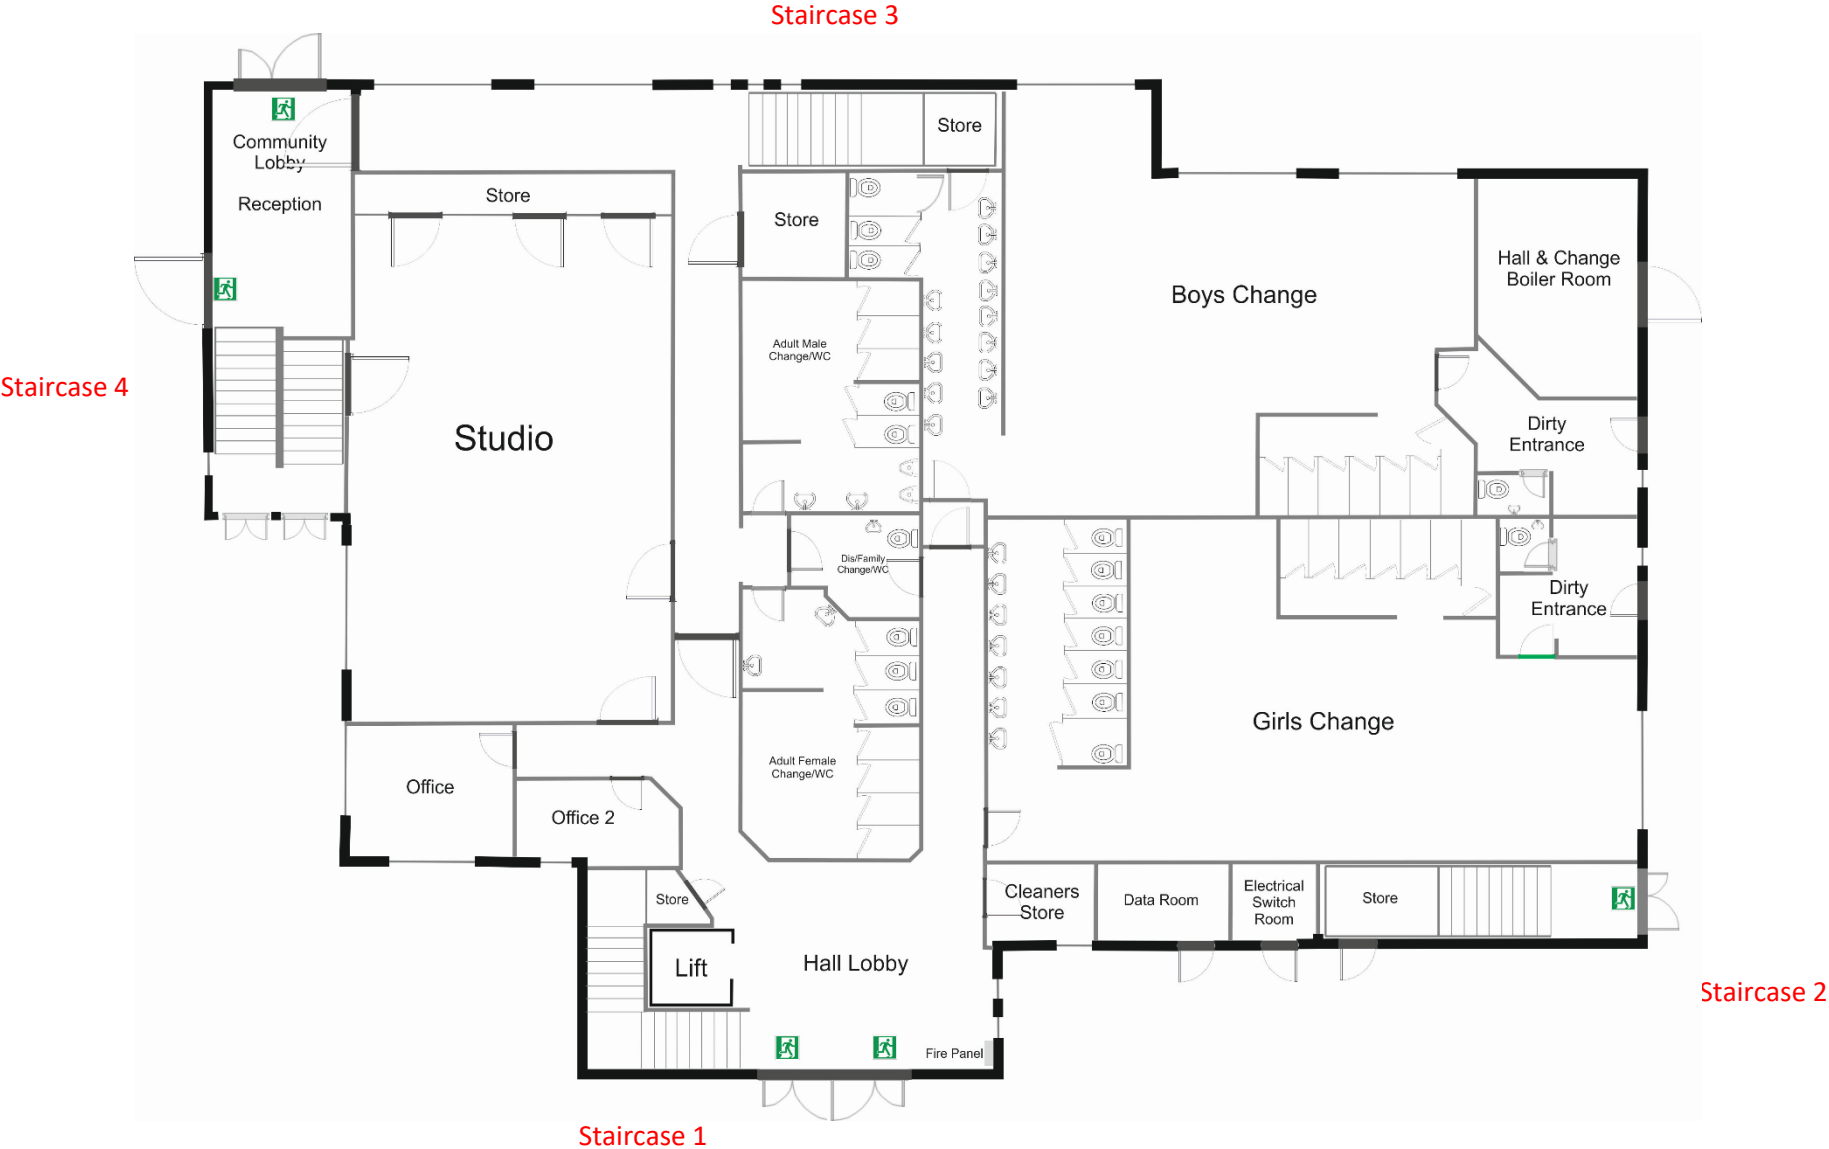 Staircase 3
Store
Community
Lobby
Reception
Store
Store
Hall & Change
Boiler Room
Boys Change
Adult Male
Change/WC
Staircase 4
Studio
Dirty
Entrance
Dis/Family
Change/WC
Dirty
Entrance
Girls Change
Adult Female
Change/WC
Office
Office 2
Store
Cleaners
Store
Data Room
Electrical
Switch
Room
Store
Lift
Hall Lobby
Staircase 2
Fire Panel
Staircase 1